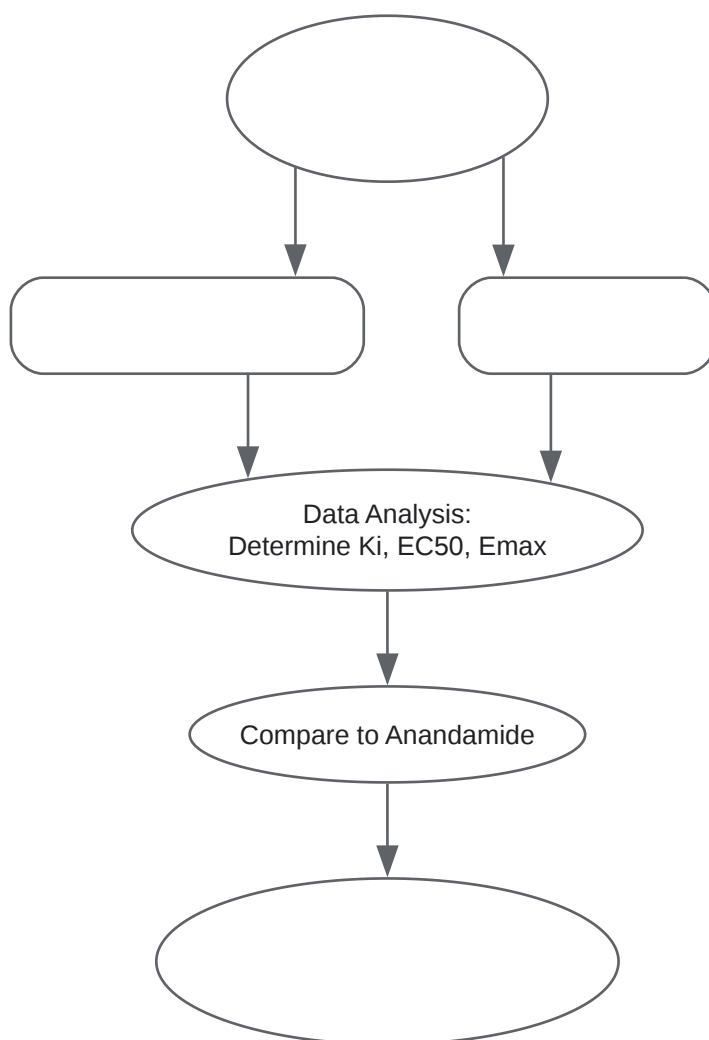 Data Analysis:
Determine Ki, EC50, Emax
Compare to Anandamide